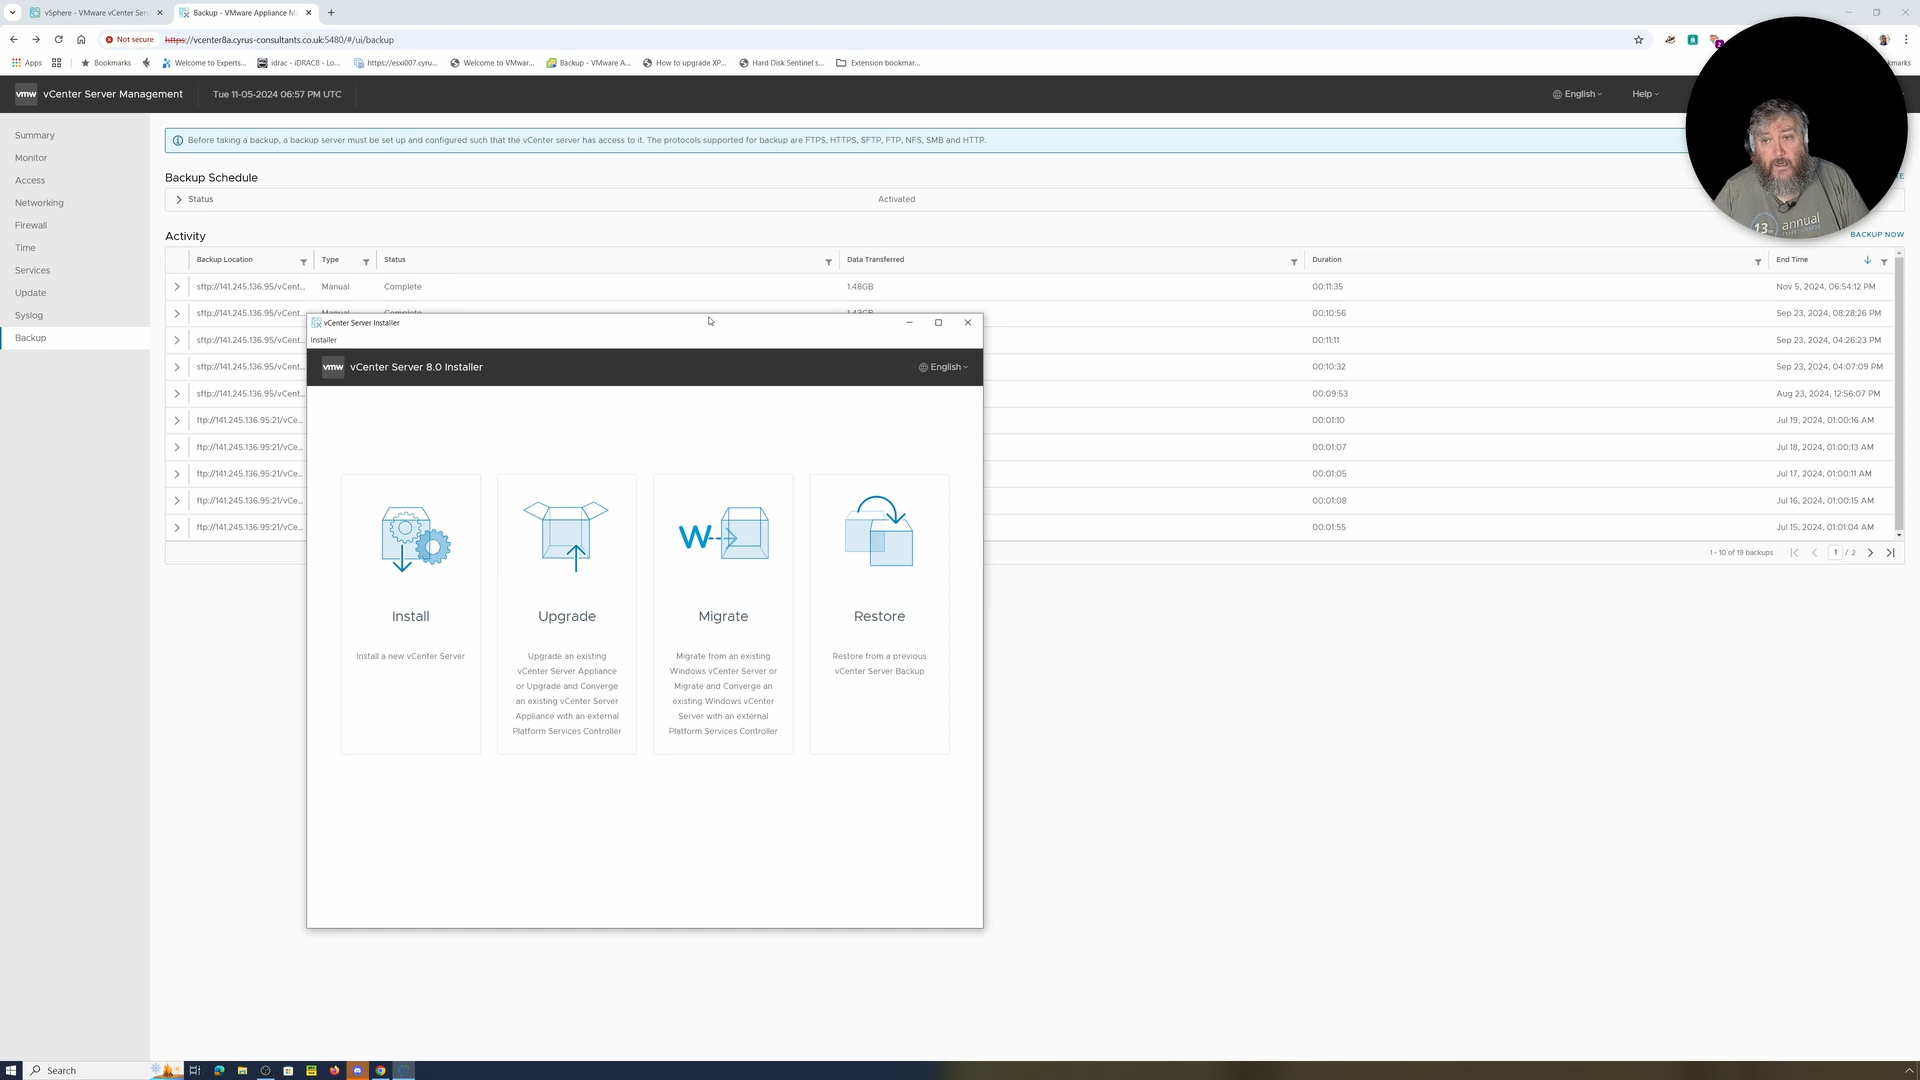 vSphere - VMware vCenter Ser
Backup - VMware Appliance M
Not secure
https://vcenter8a.cyrus-consultants.co.uk:5480/#/ui/backup
2
Apps
Bookmarks
Welcome to Experts...
idrac - iDRAC8 - Lo...
https://esxi007.cyru...
Welcome to VMwar...
Backup - VMware A...
How to upgrade XP...
Hard Disk Sentinel s...
Extension bookmar...
vmw vCenter Server Management
Tue 11-05-2024 06:57 PM UTC
English
Help
Summary
Monitor
Access
Networking
Firewall
Time
Services
Update
Syslog
Backup
Before taking a backup, a backup server must be set up and configured such that the vCenter server has access to it. The protocols supported for backup are FTPS, HTTPS, SFTP, FTP, NFS, SMB and HTTP.
Backup Schedule
Status Activated
Activity
BACKUP NOW
Backup Location Type Status Data Transferred Duration End Time
sftp://141.245.136.95/vCent... Manual Complete 1.48GB 00:11:35 Nov 5, 2024, 06:54:12 PM
sftp://141.245.136.95/vCent... Manual Complete 1.43GB 00:10:56 Sep 23, 2024, 08:28:26 PM
sftp://141.245.136.95/vCent... 00:11:11 Sep 23, 2024, 04:26:23 PM
sftp://141.245.136.95/vCent... 00:10:32 Sep 23, 2024, 04:07:09 PM
sftp://141.245.136.95/vCent... 00:09:53 Aug 23, 2024, 12:56:07 PM
ftp://141.245.136.95:21/vCe... 00:01:10 Jul 19, 2024, 01:00:16 AM
ftp://141.245.136.95:21/vCe... 00:01:07 Jul 18, 2024, 01:00:13 AM
ftp://141.245.136.95:21/vCe... 00:01:05 Jul 17, 2024, 01:00:11 AM
ftp://141.245.136.95:21/vCe... 00:01:08 Jul 16, 2024, 01:00:15 AM
ftp://141.245.136.95:21/vCe... 00:01:55 Jul 15, 2024, 01:01:04 AM
1 - 10 of 19 backups
1 / 2
vCenter Server Installer
Installer
vmw vCenter Server 8.0 Installer
English
Install
Install a new vCenter Server
Upgrade
Upgrade an existing
vCenter Server Appliance
or Upgrade and Converge
an existing vCenter Server
Appliance with an external
Platform Services Controller
W
Migrate
Migrate from an existing
Windows vCenter Server or
Migrate and Converge an
existing Windows vCenter
Server with an external
Platform Services Controller
Restore
Restore from a previous
vCenter Server Backup
13th annual
Search